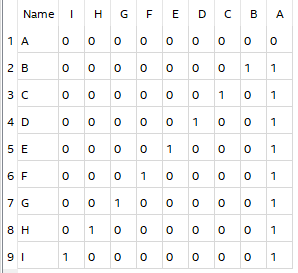 Name I H G F E D C B A
1 A 0 0 0 0 0 0 0 0 0
2 B 0 0 0 0 0 0 0 1 1
3 C 0 0 0 0 0 0 1 0 1
4 D 0 0 0 0 0 1 0 0 1
5 E 0 0 0 0 1 0 0 0 1
6 F 0 0 0 1 0 0 0 0 1
7 G 0 0 1 0 0 0 0 0 1
8 H 0 1 0 0 0 0 0 0 1
9 I 1 0 0 0 0 0 0 0 1